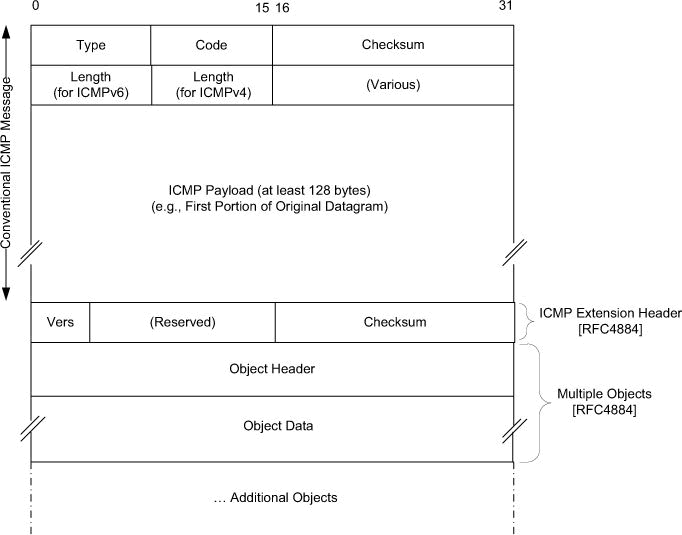 0 15 16 31
Type Code Checksum
Length Length (Various)
(for ICMPv6) (for ICMPv4)
Conventional ICMP Message
ICMP Payload (at least 128 bytes)
(e.g., First Portion of Original Datagram)
Vers (Reserved) Checksum
ICMP Extension Header
[RFC4884]
Object Header
Multiple Objects
[RFC4884]
Object Data
... Additional Objects